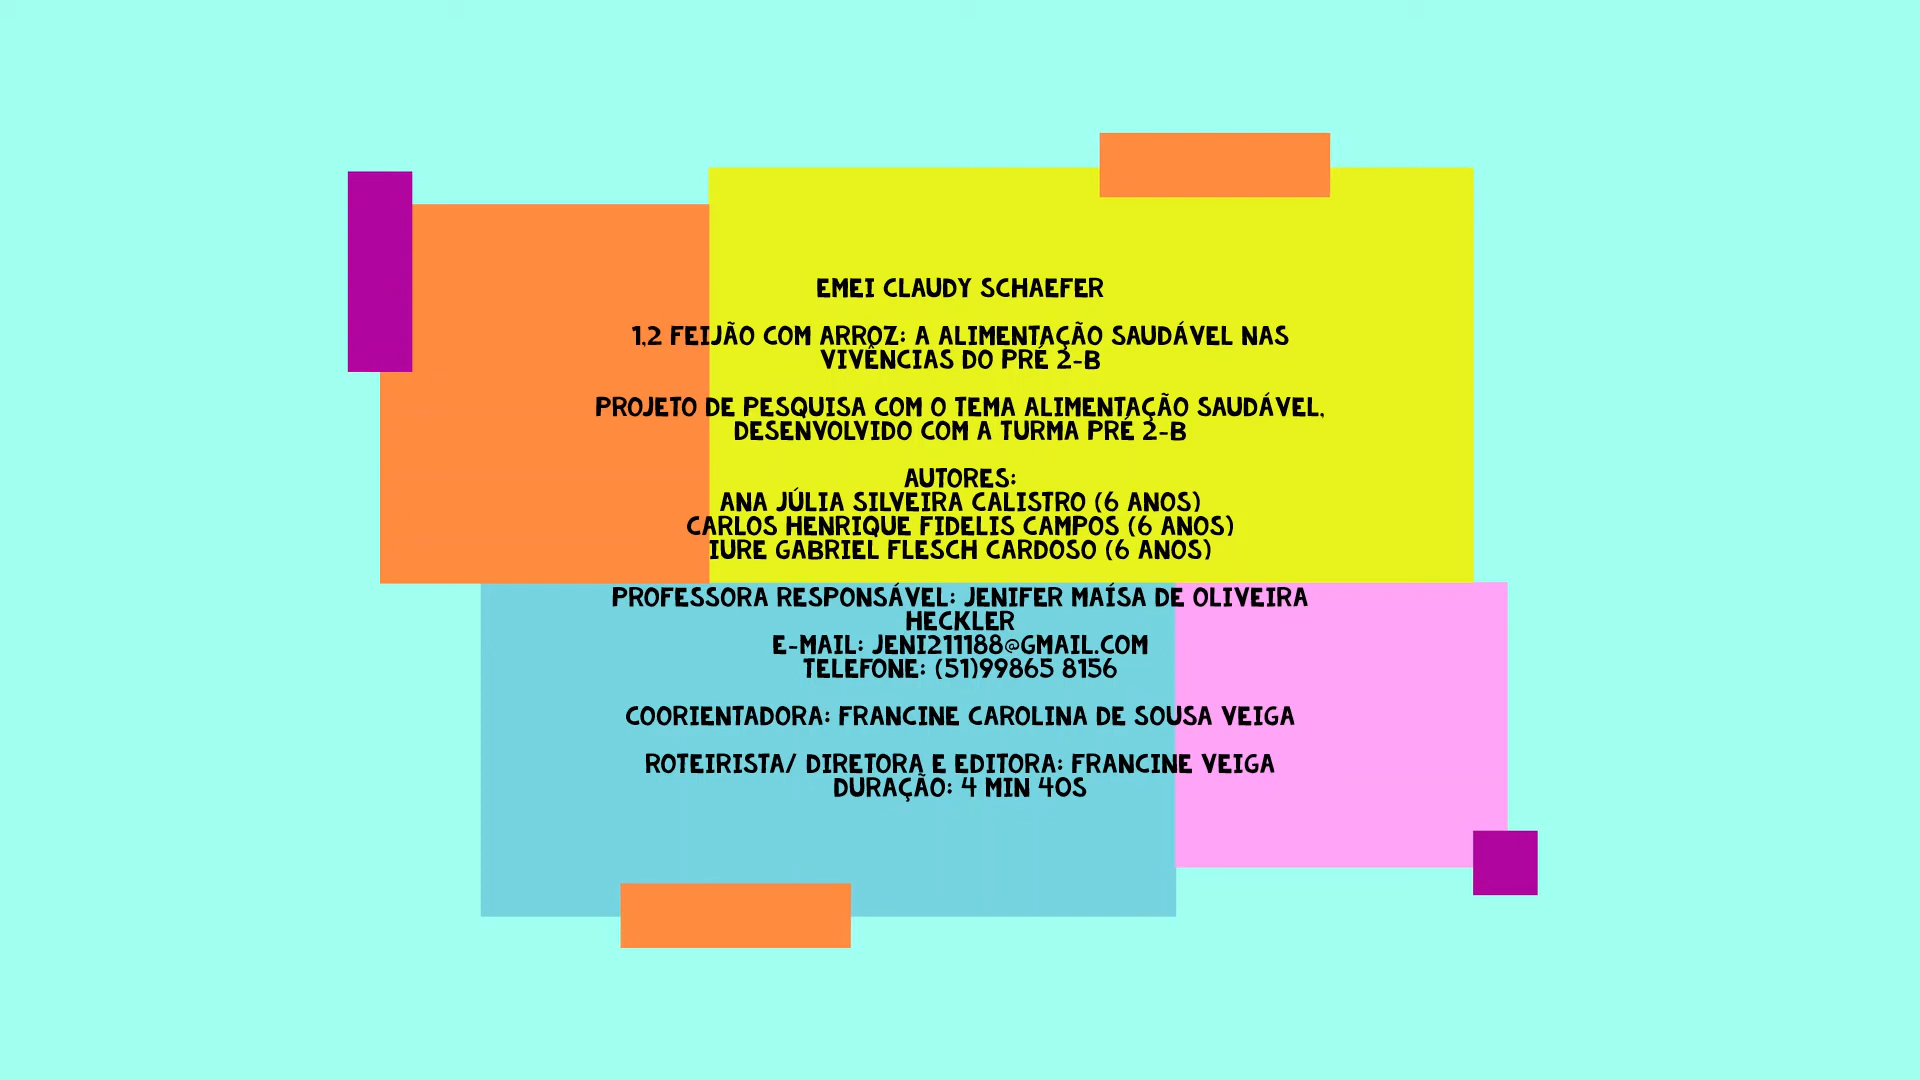 EMEI CLAUDY SCHAEFER
1,2 FEIJÃO COM ARROZ: A ALIMENTAÇÃO SAUDÁVEL NAS
VIVÊNCIAS DO PRÉ 2-B
PROJETO DE PESQUISA COM O TEMA ALIMENTAÇÃO SAUDÁVEL,
DESENVOLVIDO COM A TURMA PRÉ 2-B
AUTORES:
ANA JÚLIA SILVEIRA CALISTRO (6 ANOS)
CARLOS HENRIQUE FIDELIS CAMPOS (6 ANOS)
IURE GABRIEL FLESCH CARDOSO (6 ANOS)
PROFESSORA RESPONSÁVEL: JENIFER MAÍSA DE OLIVEIRA
HECKLER
E-MAIL: JENI211188@GMAIL.COM
TELEFONE: (51)99865 8156
COORIENTADORA: FRANCINE CAROLINA DE SOUSA VEIGA
ROTEIRISTA/ DIRETORA E EDITORA: FRANCINE VEIGA
DURAÇÃO: 4 MIN 40S